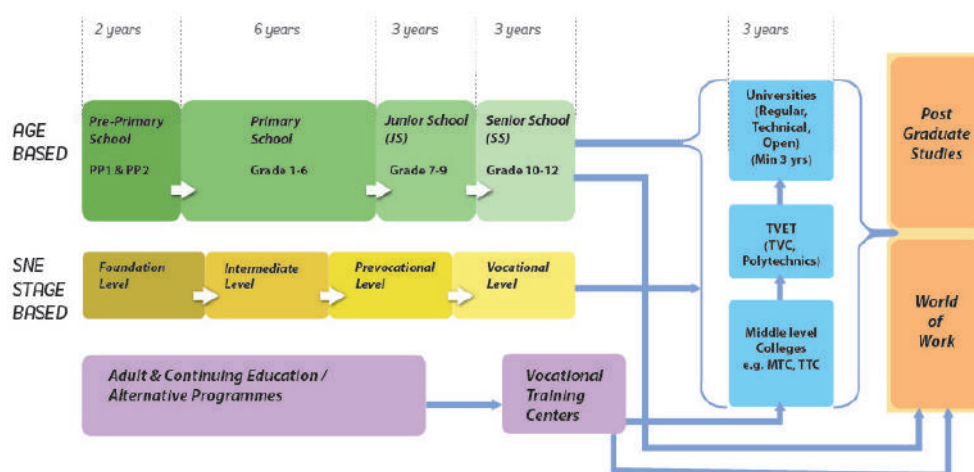 2 years
6 years
3 years
3 years
3 years
AGE
BASED
Pre-Primary
School
PP1 & PP2
Primary
School
Grade 1-6
Junior School
(JS)
Grade 7-9
Senior School
(SS)
Grade 10-12
Universities
(Regular,
Technical,
Open)
(Min 3 yrs)
Post
Graduate
Studies
TVET
(TVC,
Polytechnics)
SNE
STAGE
BASED
Foundation
Level
Intermediate
Level
Prevocational
Level
Vocational
Level
World
of
Work
Middle level
Colleges
e.g. MTC, TTC
Adult & Continuing Education /
Alternative Programmes
Vocational
Training
Centers